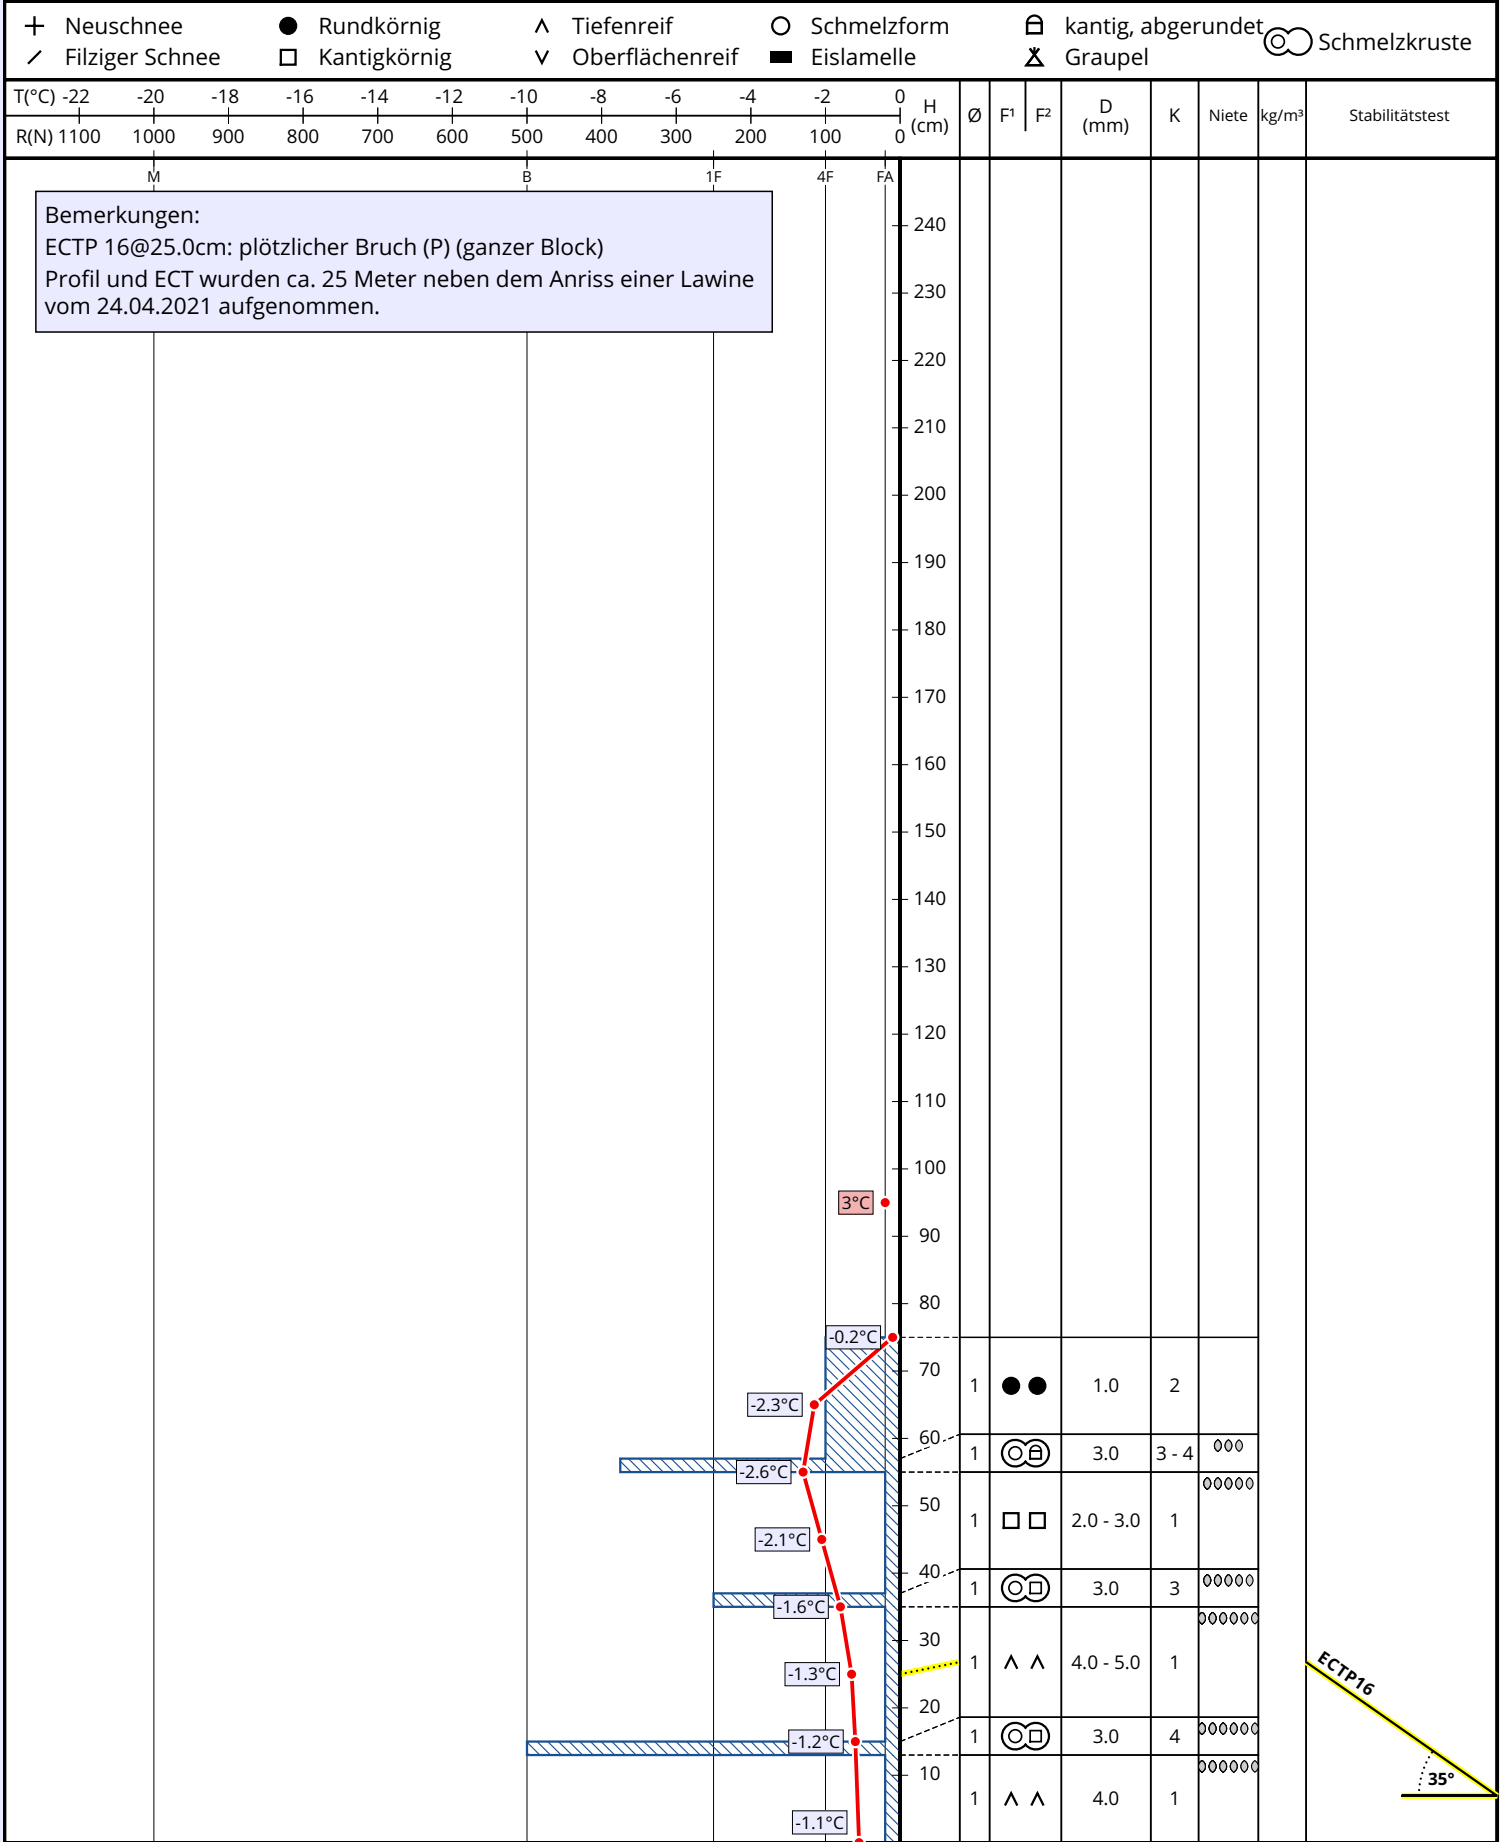 Neuschnee Rundkörnig Tiefenreif Schmelzform kantig, abgerundet Schmelzkruste
Filziger Schnee Kantigkörnig Oberflächenreif Eislamelle Graupel
T(°C) -22 -20 -18 -16 -14 -12 -10 -8 -6 -4 -2 0
R(N) 1100 1000 900 800 700 600 500 400 300 200 100 0
H (cm) Ø F¹ F² D (mm) K Niete kg/m³ Stabilitätstest
M B 1F 4F FA
Bemerkungen:
ECTP 16@25.0cm: plötzlicher Bruch (P) (ganzer Block)
Profil und ECT wurden ca. 25 Meter neben dem Anriss einer Lawine
vom 24.04.2021 aufgenommen.
240
230
220
210
200
190
180
170
160
150
140
130
120
110
100
3°C
90
80
-0.2°C
70
1 1.0 2
-2.3°C
60
1 3.0 3 - 4
-2.6°C
50
1 2.0 - 3.0 1
-2.1°C
40
1 3.0 3
-1.6°C
30
1 4.0 - 5.0 1
ECTP16
-1.3°C
20
1 3.0 4
-1.2°C
10
35°
1 4.0 1
-1.1°C